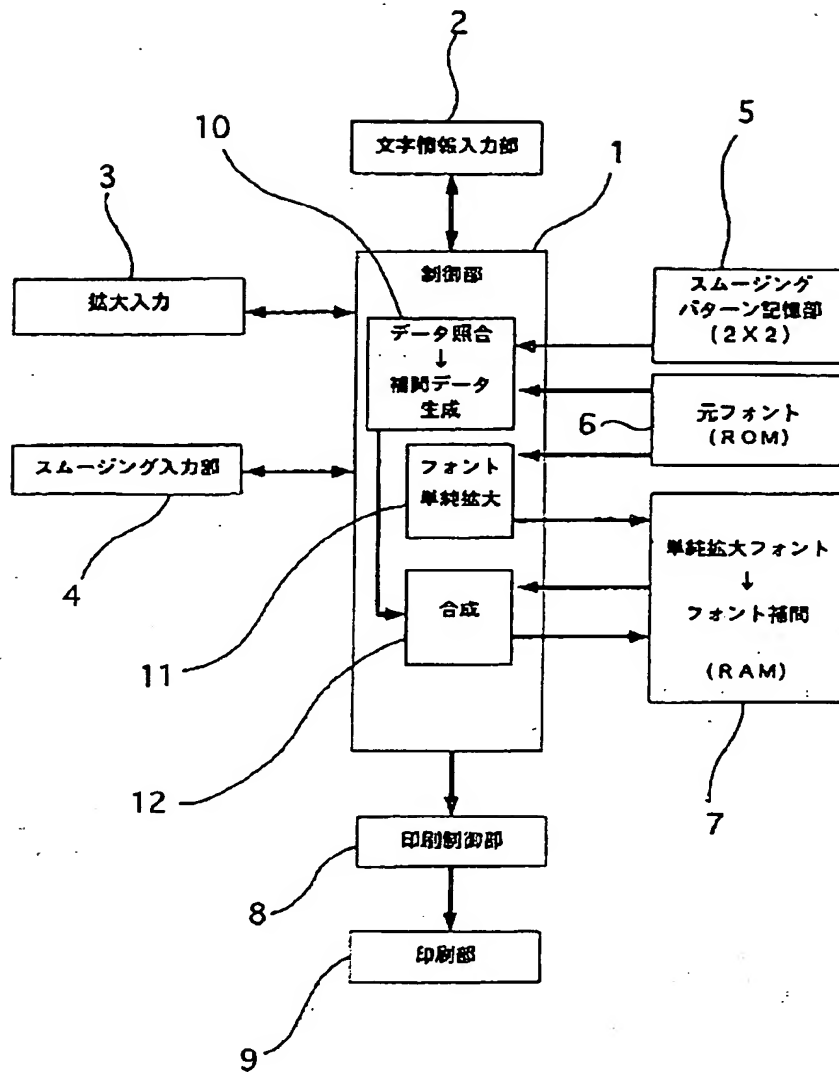 2
文字情報入力部
10
1
5
3
拡大入力
制御部
データ照合
↓
補間データ
生成
スムージング
パターン記憶部
(2×2)
6
元フォント
(ROM)
スムージング入力部
4
フォント
単純拡大
11
単純拡大フォント
↓
フォント補間
(RAM)
7
合成
12
印刷制御部
8
印刷部
9